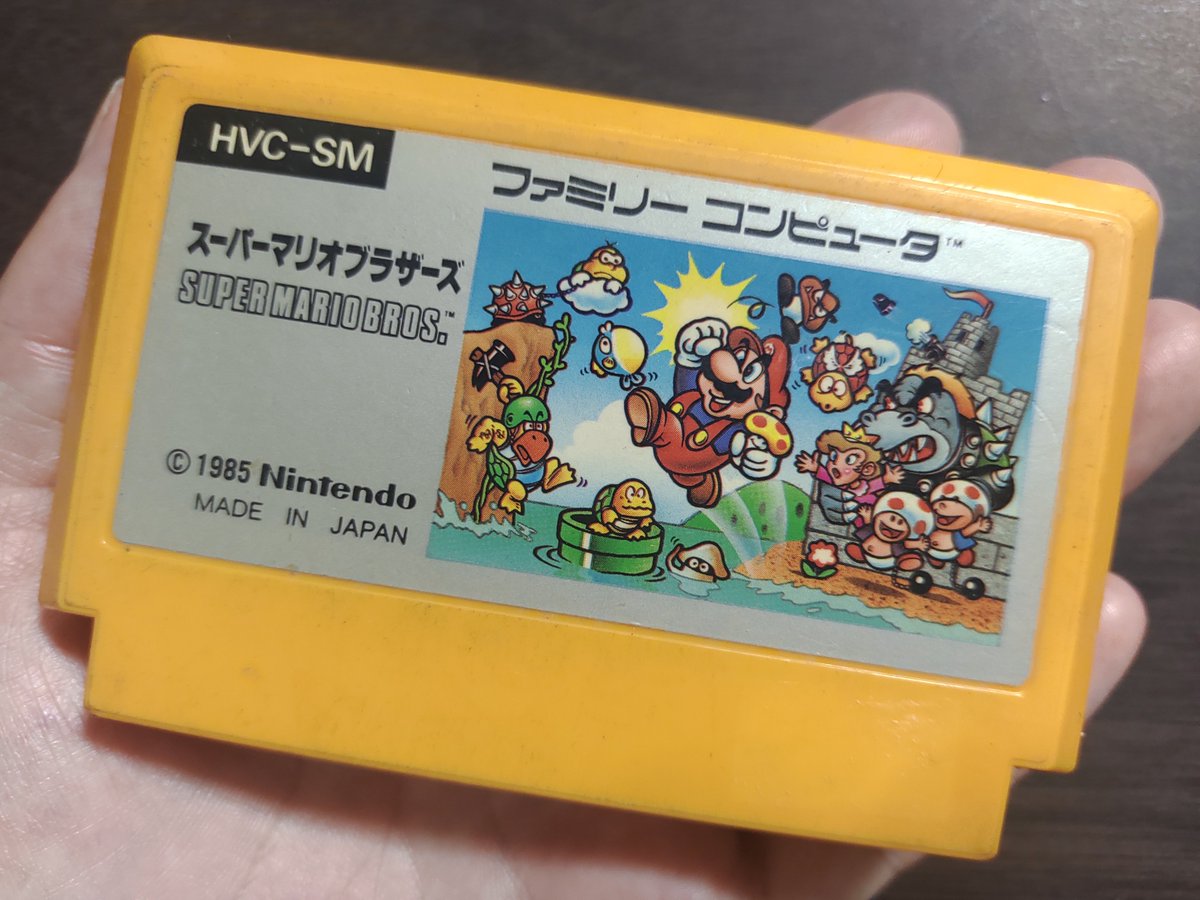 HVC-SM
ファミリー コンピュータ™
スーパーマリオブラザーズ
SUPER MARIO BROS.™
© 1985 Nintendo
MADE IN JAPAN